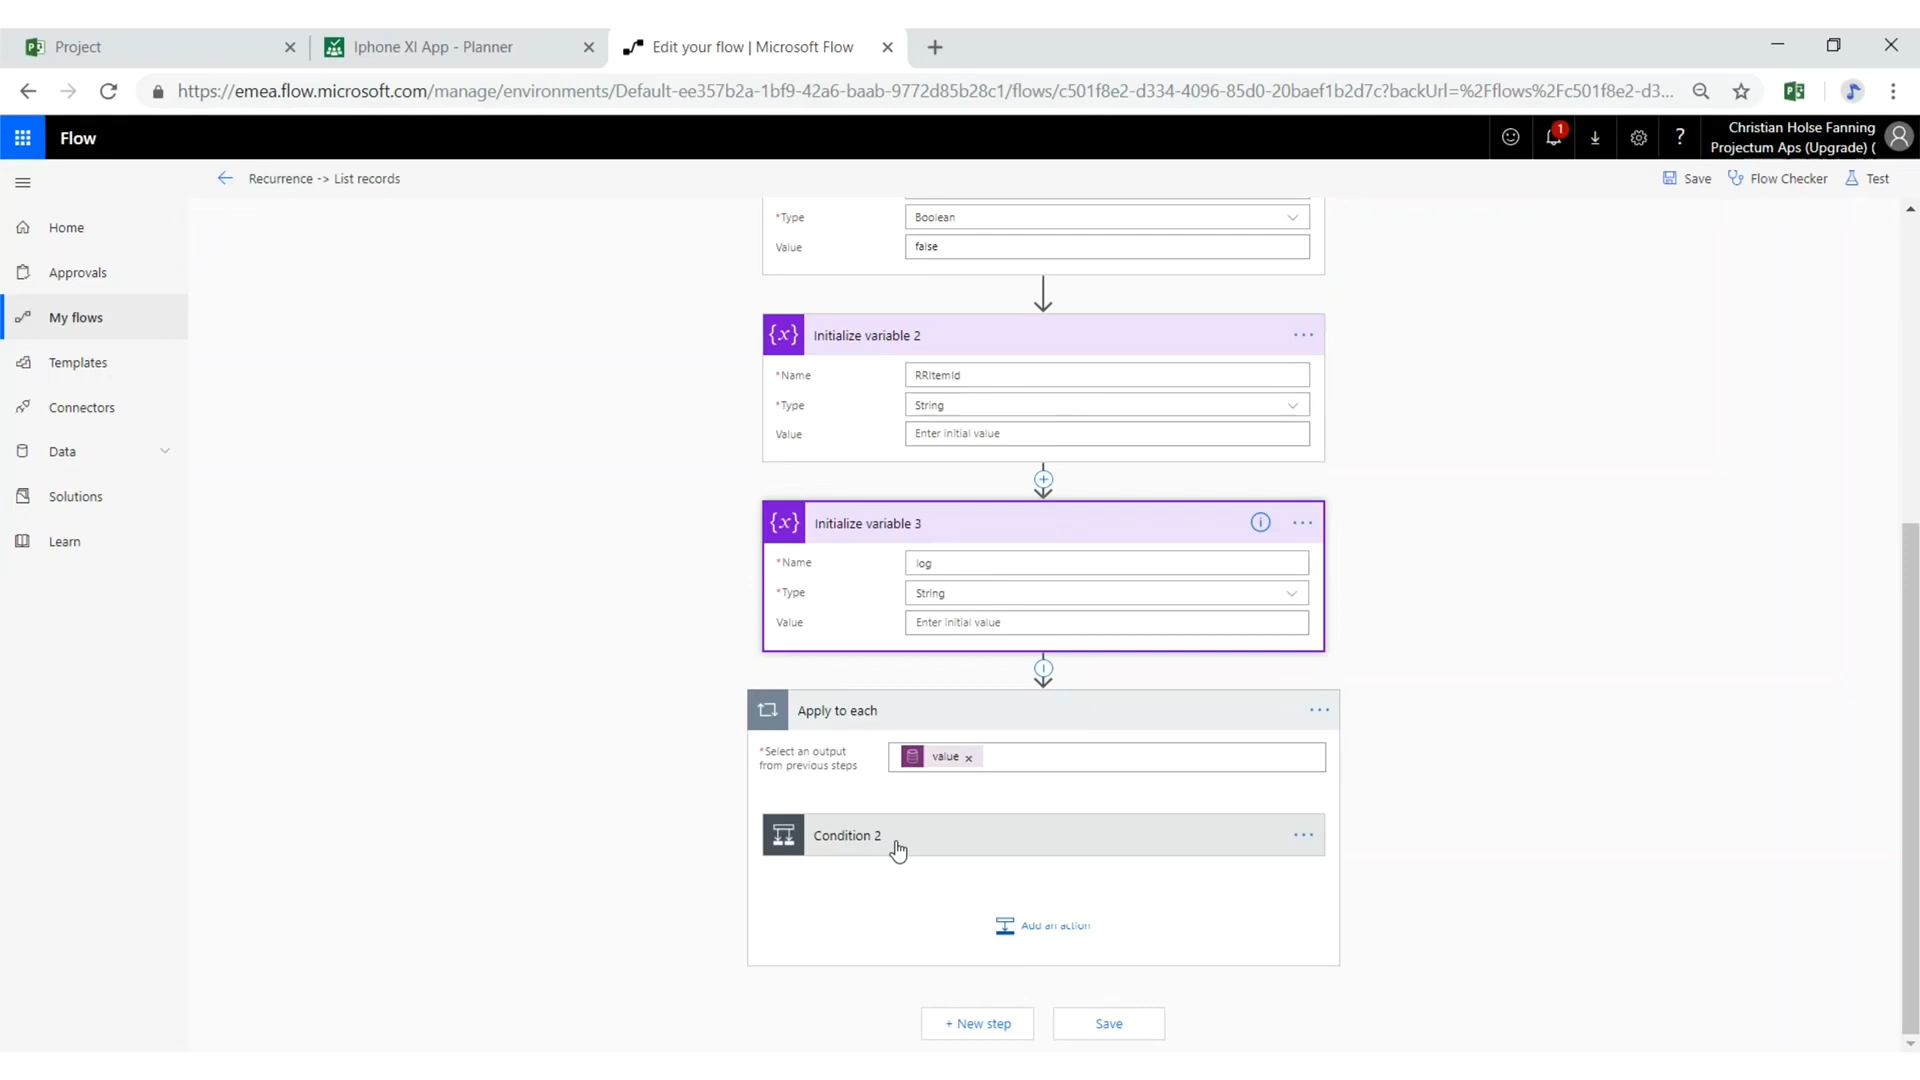 Project
Iphone XI App - Planner
Edit your flow | Microsoft Flow
https://emea.flow.microsoft.com/manage/environments/Default-ee357b2a-1bf9-42a6-baab-9772d85b28c1/flows/c501f8e2-d334-4096-85d0-20baef1b2d7c?backUrl=%2Fflows%2Fc501f8e2-d3...
Flow
1
?
Christian Holse Fanning
Projectum Aps (Upgrade) (
Recurrence -> List records
Save
Flow Checker
Test
Home
Approvals
My flows
Templates
Connectors
Data
Solutions
Learn
*Type
Boolean
Value
false
{x}
Initialize variable 2
...
*Name
RRItemId
*Type
String
Value
Enter initial value
{x}
Initialize variable 3
...
*Name
log
*Type
String
Value
Enter initial value
Apply to each
...
*Select an output
from previous steps
value x
Condition 2
...
Add an action
+ New step
Save